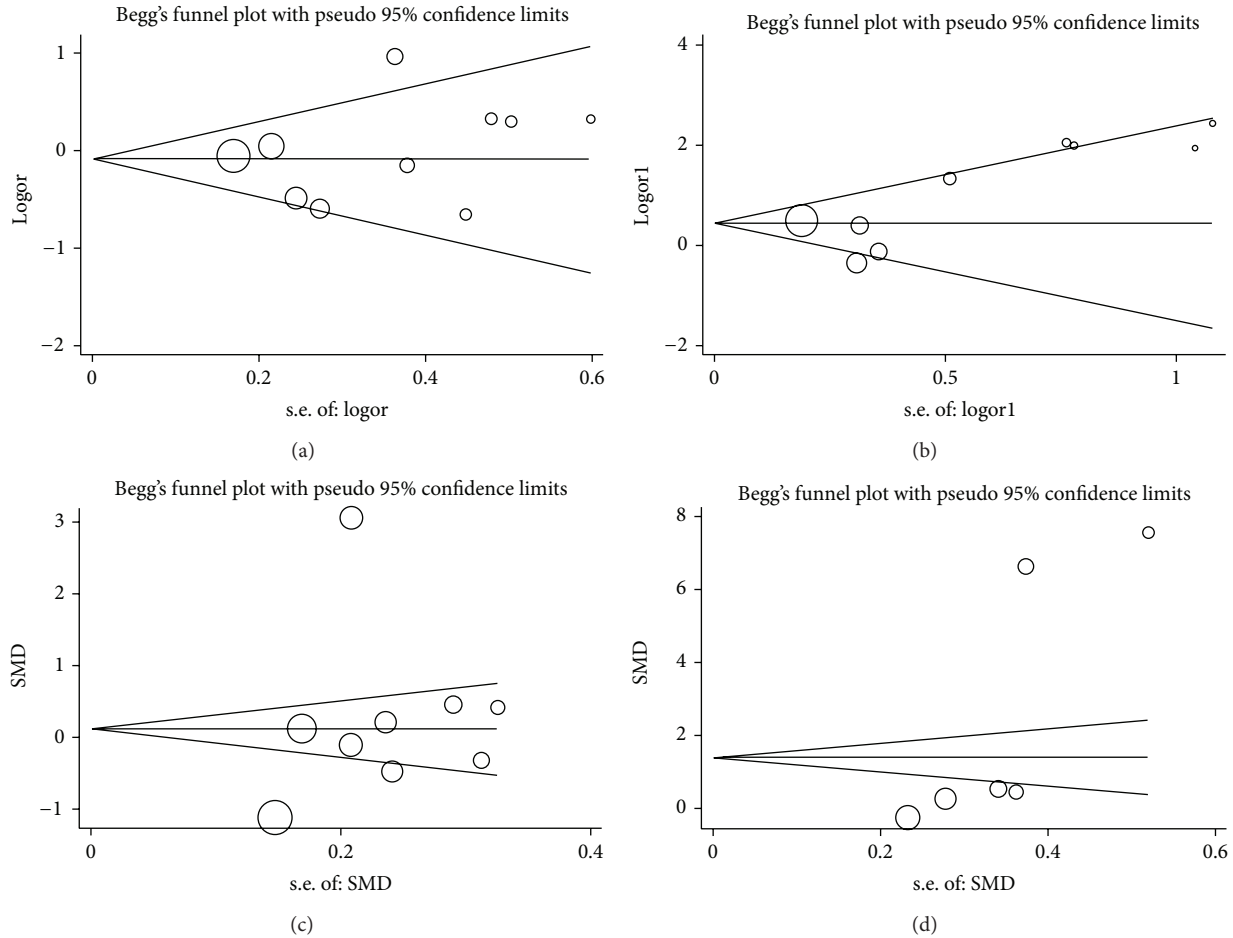 Begg's funnel plot with pseudo 95% confidence limits
1
0
−1
−2
Logor
0
0.2
0.4
0.6
s.e. of: logor
(a)
Begg's funnel plot with pseudo 95% confidence limits
4
2
0
−2
Logor1
0
0.5
1
s.e. of: logor1
(b)
Begg's funnel plot with pseudo 95% confidence limits
3
2
1
0
−1
SMD
0
0.2
0.4
s.e. of: SMD
(c)
Begg's funnel plot with pseudo 95% confidence limits
8
6
4
2
0
SMD
0
0.2
0.4
0.6
s.e. of: SMD
(d)